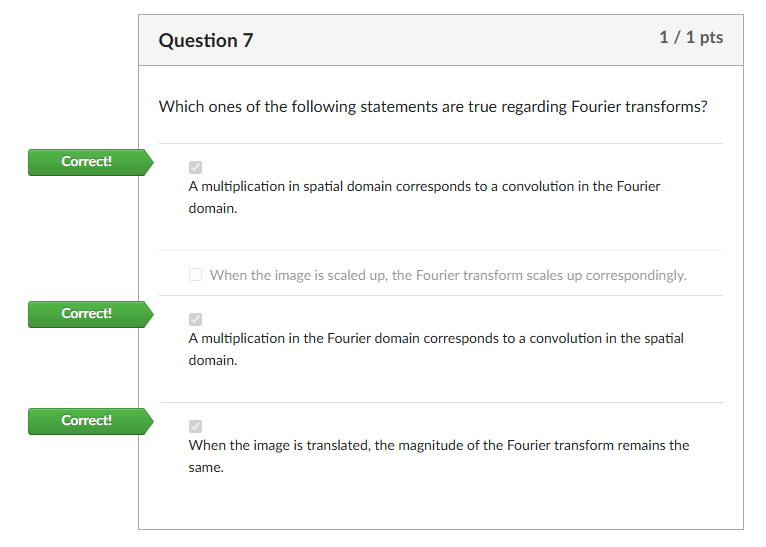 Question 7
1 / 1 pts
Which ones of the following statements are true regarding Fourier transforms?
Correct!
A multiplication in spatial domain corresponds to a convolution in the Fourier
domain.
When the image is scaled up, the Fourier transform scales up correspondingly.
Correct!
A multiplication in the Fourier domain corresponds to a convolution in the spatial
domain.
Correct!
When the image is translated, the magnitude of the Fourier transform remains the
same.